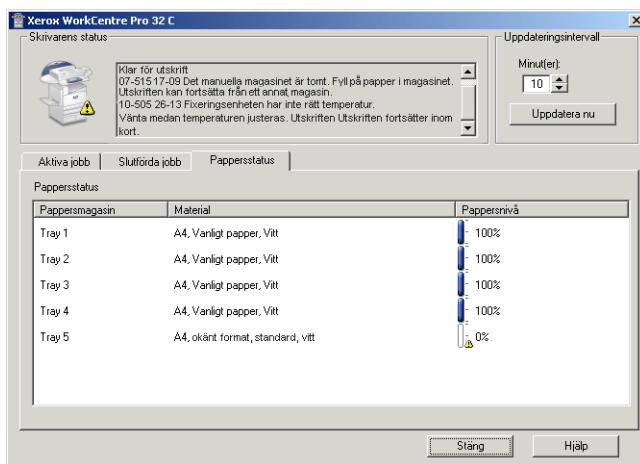 Xerox WorkCentre Pro 32 C
Skrivarens status
Klar för utskrift
07-515 17-09 Det manuella magasinet är tomt. Fyll på papper i magasinet.
Utskriften kan fortsätta från ett annat magasin.
10-505 26-13 Fixeringsenheten har inte rätt temperatur.
Vänta medan temperaturen justeras. Utskriften Utskriften fortsätter inom
kort.
Uppdateringsintervall
Minut(er):
10
Uppdatera nu
Aktiva jobb
Slutförda jobb
Pappersstatus
Pappersstatus
Pappersmagasin Material Pappersnivå
Tray 1 A4, Vanligt papper, Vitt 100%
Tray 2 A4, Vanligt papper, Vitt 100%
Tray 3 A4, Vanligt papper, Vitt 100%
Tray 4 A4, Vanligt papper, Vitt 100%
Tray 5 A4, okänt format, standard, vitt 0%
Stäng
Hjälp